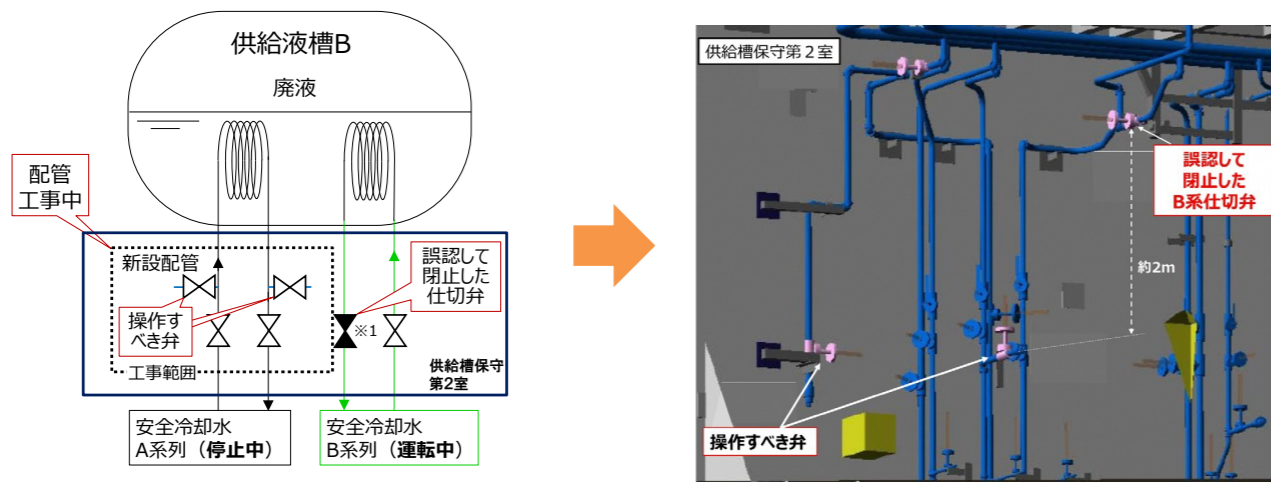 供給液槽B
廃液
配管
工事中
新設配管
誤認して
閉止した
仕切弁
操作す
べき弁
※1
工事範囲
供給槽保守
第2室
安全冷却水
A系列（停止中）
安全冷却水
B系列（運転中）
供給槽保守第２室
誤認して
閉止した
B系仕切弁
約2m
操作すべき弁